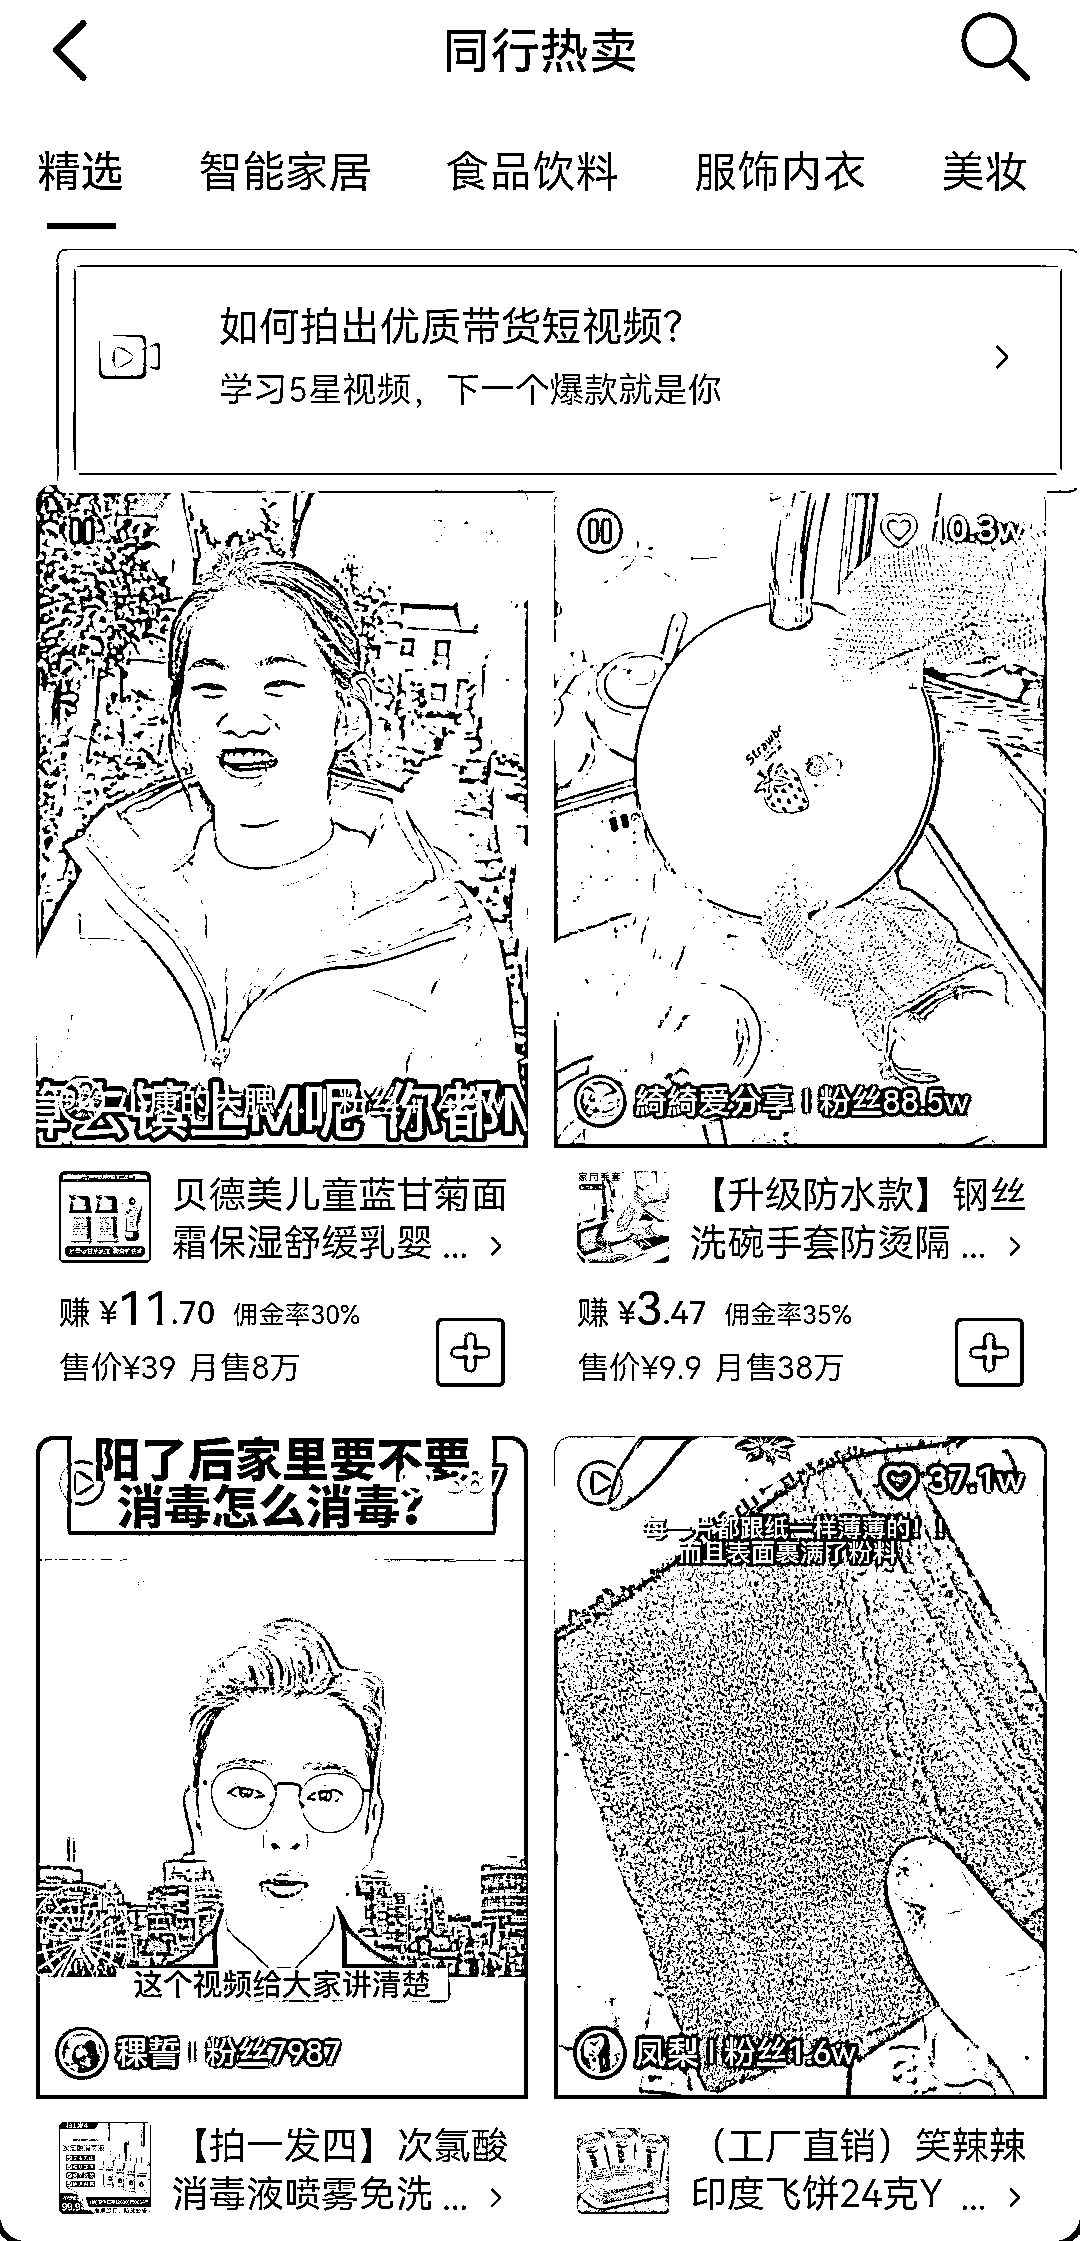 同行热卖
精选 智能家居 食品饮料 服饰内衣 美妆
如何拍出优质带货短视频?
学习5星视频，下一个爆款就是你
10.3w
綺綺爱分享 | 粉丝88.5w
贝德美儿童蓝甘菊面
霜保湿舒缓乳婴 ...
赚 ¥11.70 佣金率30%
售价¥39 月售8万
【升级防水款】钢丝
洗碗手套防烫隔 ...
赚 ¥3.47 佣金率35%
售价¥9.9 月售38万
阳了后家里要不要
消毒怎么消毒?
这个视频给大家讲清楚
稞誓 | 粉丝7987
37.1w
每一片都跟纸一样薄薄的!
而且表面裹满了粉料
凤梨 | 粉丝1.6w
【拍一发四】次氯酸
消毒液喷雾免洗 ...
（工厂直销）笑辣辣
印度飞饼24克Y ...